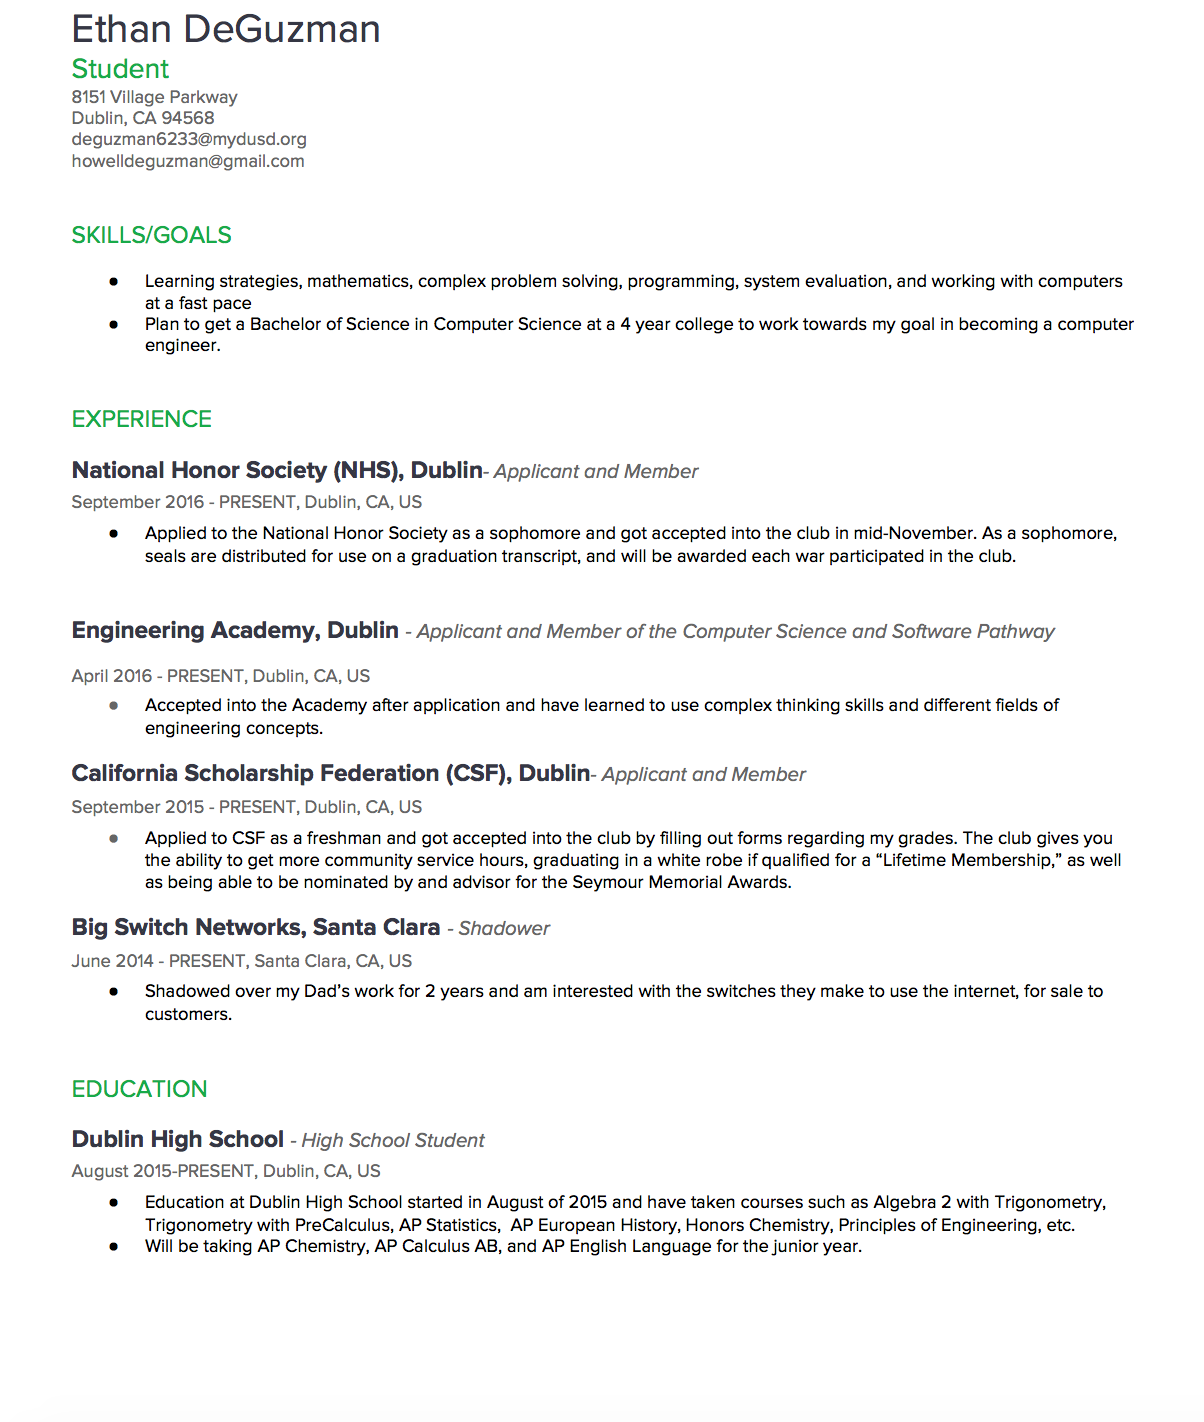 Ethan DeGuzman
Student
8151 Village Parkway
Dublin, CA 94568
deguzman6233@mydusd.org
howelldeguzman@gmail.com
SKILLS/GOALS
● Learning strategies, mathematics, complex problem solving, programming, system evaluation, and working with computers
at a fast pace
● Plan to get a Bachelor of Science in Computer Science at a 4 year college to work towards my goal in becoming a computer
engineer.
EXPERIENCE
National Honor Society (NHS), Dublin- Applicant and Member
September 2016 - PRESENT, Dublin, CA, US
● Applied to the National Honor Society as a sophomore and got accepted into the club in mid-November. As a sophomore,
seals are distributed for use on a graduation transcript, and will be awarded each war participated in the club.
Engineering Academy, Dublin - Applicant and Member of the Computer Science and Software Pathway
April 2016 - PRESENT, Dublin, CA, US
● Accepted into the Academy after application and have learned to use complex thinking skills and different fields of
engineering concepts.
California Scholarship Federation (CSF), Dublin- Applicant and Member
September 2015 - PRESENT, Dublin, CA, US
● Applied to CSF as a freshman and got accepted into the club by filling out forms regarding my grades. The club gives you
the ability to get more community service hours, graduating in a white robe if qualified for a “Lifetime Membership,” as well
as being able to be nominated by and advisor for the Seymour Memorial Awards.
Big Switch Networks, Santa Clara - Shadower
June 2014 - PRESENT, Santa Clara, CA, US
● Shadowed over my Dad’s work for 2 years and am interested with the switches they make to use the internet, for sale to
customers.
EDUCATION
Dublin High School - High School Student
August 2015-PRESENT, Dublin, CA, US
● Education at Dublin High School started in August of 2015 and have taken courses such as Algebra 2 with Trigonometry,
Trigonometry with PreCalculus, AP Statistics,  AP European History, Honors Chemistry, Principles of Engineering, etc.
● Will be taking AP Chemistry, AP Calculus AB, and AP English Language for the junior year.